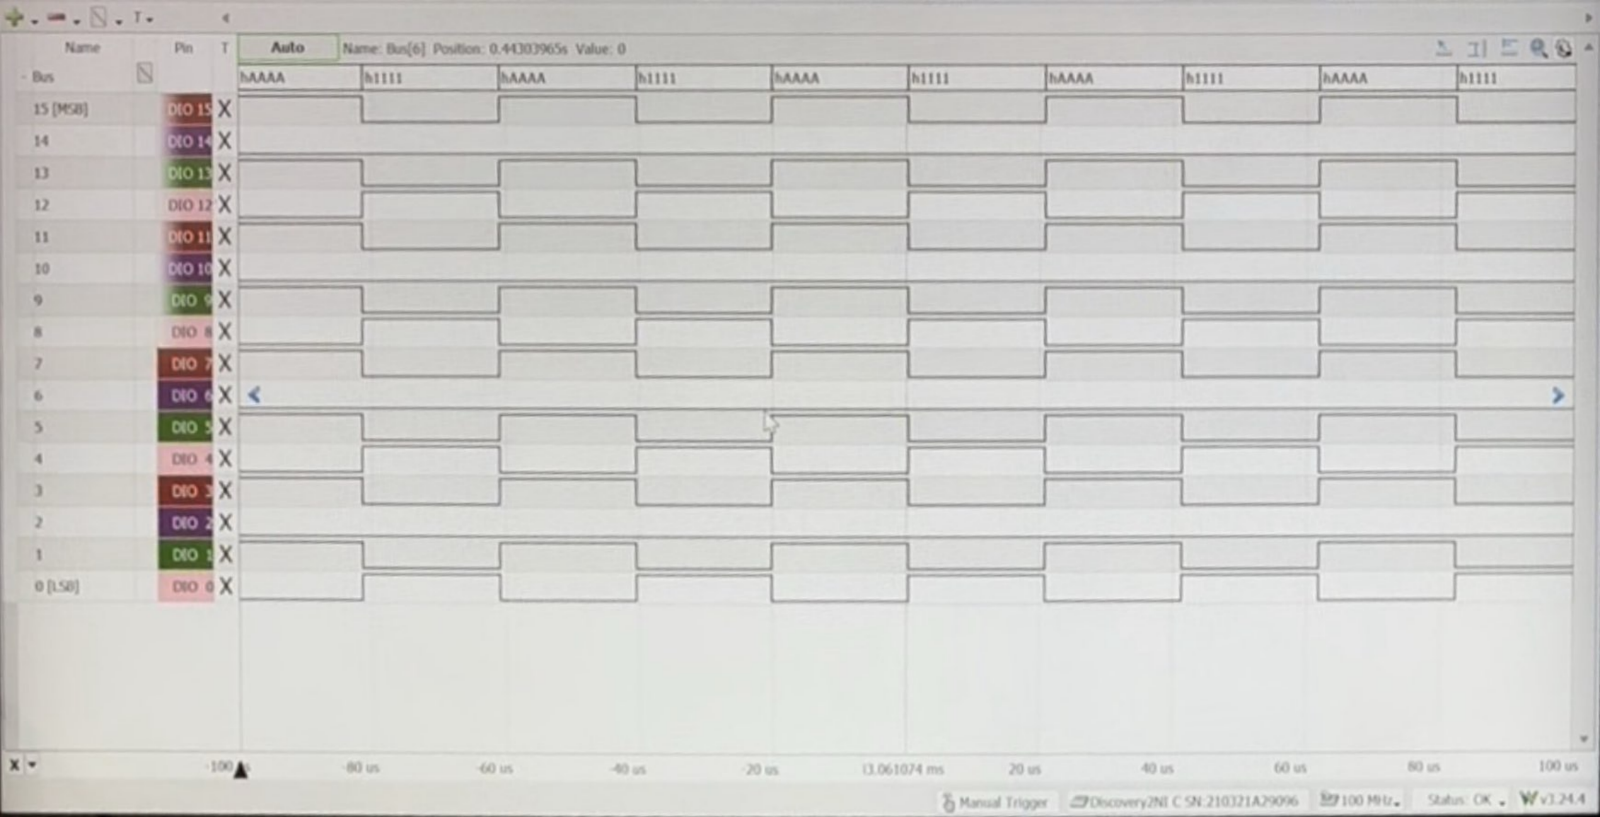 T
Name Pin T Auto Name: Bus[6] Position: 0.44303965s Value: 0
- Bus hAAAA h1111 hAAAA h1111 hAAAA h1111 hAAAA h1111 hAAAA h1111
15 [MSB] DIO 15 X
14 DIO 14 X
13 DIO 13 X
12 DIO 12 X
11 DIO 11 X
10 DIO 10 X
9 DIO 9 X
8 DIO 8 X
7 DIO 7 X
6 DIO 6 X
5 DIO 5 X
4 DIO 4 X
3 DIO 3 X
2 DIO 2 X
1 DIO 1 X
0 [LSB] DIO 0 X
X -100 -80 us -60 us -40 us -20 us 13.061074 ms 20 us 40 us 60 us 80 us 100 us
Manual Trigger Discovery2NI C SN:210321A29096 100 MHz Status: OK W v3.24.4